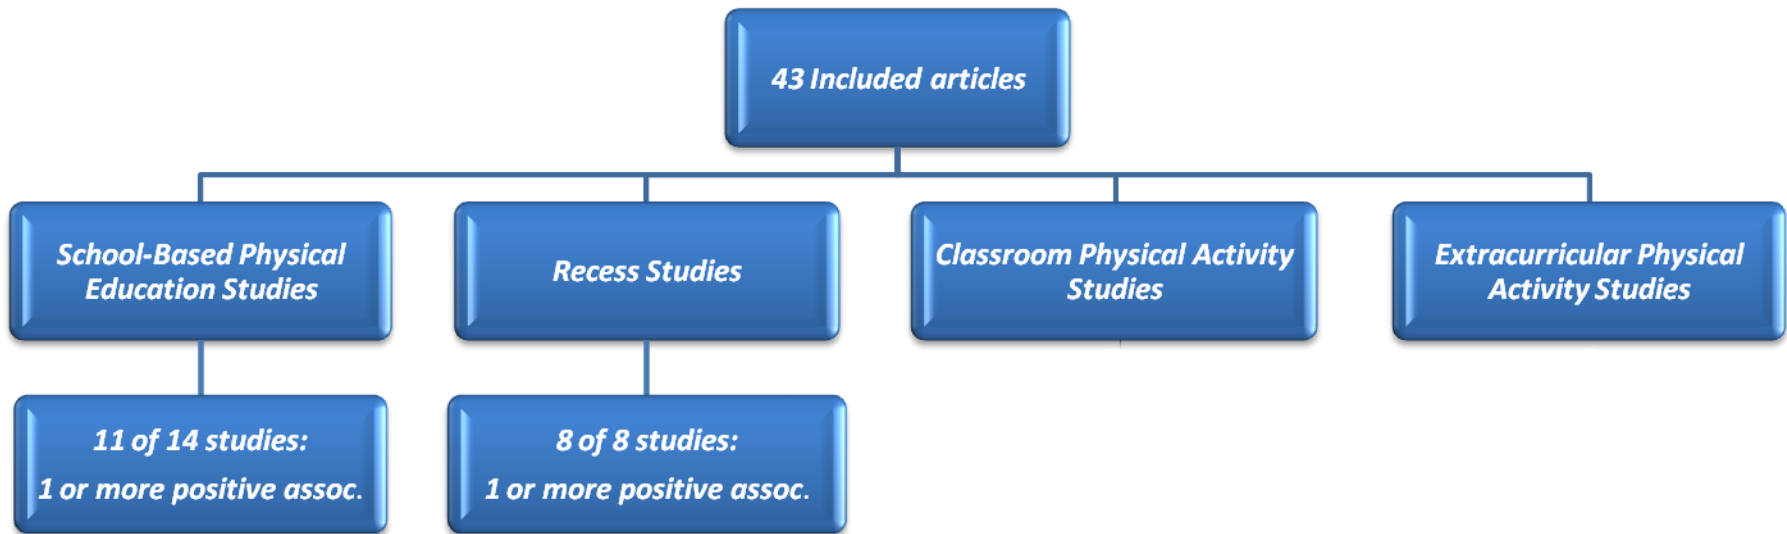 43 Included articles
School-Based Physical
Education Studies
Recess Studies
Classroom Physical Activity
Studies
Extracurricular Physical
Activity Studies
11 of 14 studies:
1 or more positive assoc.
8 of 8 studies:
1 or more positive assoc.